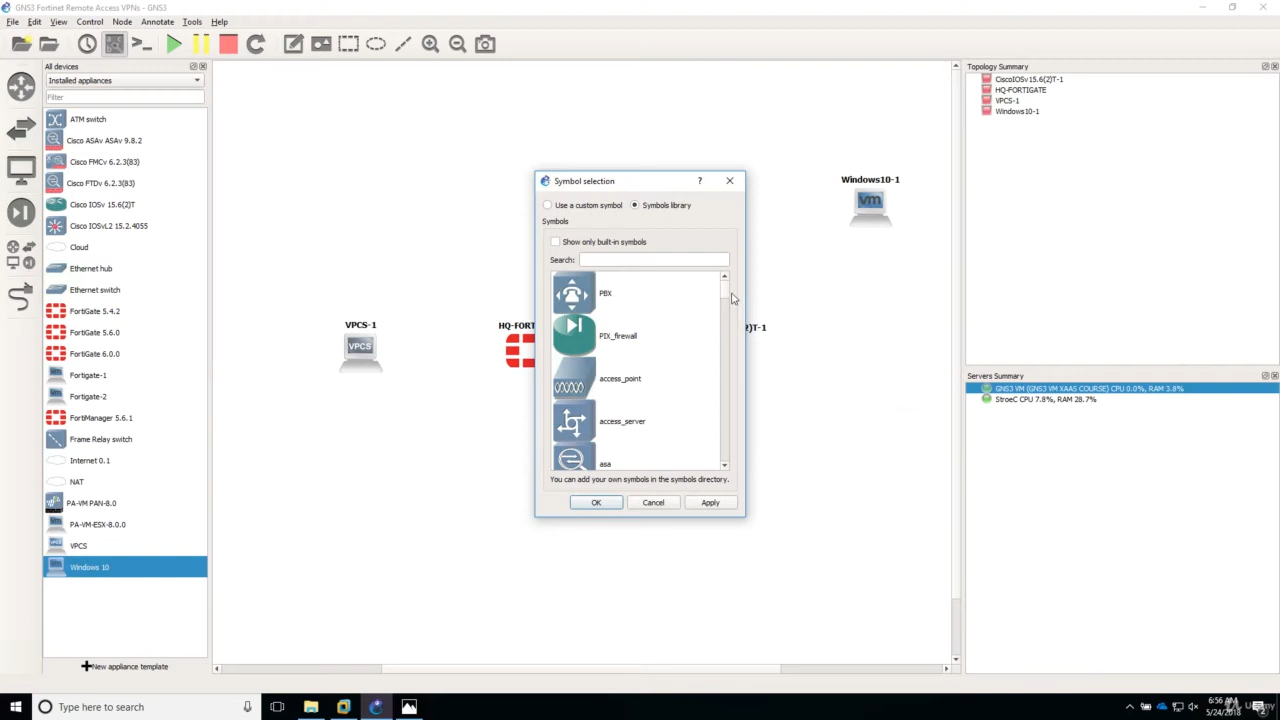 GNS3 Fortinet Remote Access VPNs - GNS3
File Edit View Control Node Annotate Tools Help
All devices
Installed appliances
Filter
ATM switch
Cisco ASAv ASAv 9.8.2
Cisco FMCv 6.2.3(83)
Cisco FTDv 6.2.3(83)
Cisco IOSv 15.6(2)T
Cisco IOSvL2 15.2.4055
Cloud
Ethernet hub
Ethernet switch
FortiGate 5.4.2
FortiGate 5.6.0
FortiGate 6.0.0
Fortigate-1
Fortigate-2
FortiManager 5.6.1
Frame Relay switch
Internet 0.1
NAT
PA-VM PAN-8.0
PA-VM-ESX-8.0.0
VPCS
Windows 10
New appliance template
VPCS-1
VPCS
HQ-FORT
)T-1
Windows10-1
vm
Symbol selection
?
Use a custom symbol Symbols library
Symbols
Show only built-in symbols
Search:
PBX
PIX_firewall
access_point
access_server
asa
You can add your own symbols in the symbols directory.
OK Cancel Apply
Topology Summary
CiscoIOSv15.6(2)T-1
HQ-FORTIGATE
VPCS-1
Windows10-1
Servers Summary
GNS3 VM (GNS3 VM XAAS COURSE) CPU 0.0%, RAM 3.8%
StroeC CPU 7.8%, RAM 28.7%
Type here to search
6:56 AM
5/24/2018
Udemy